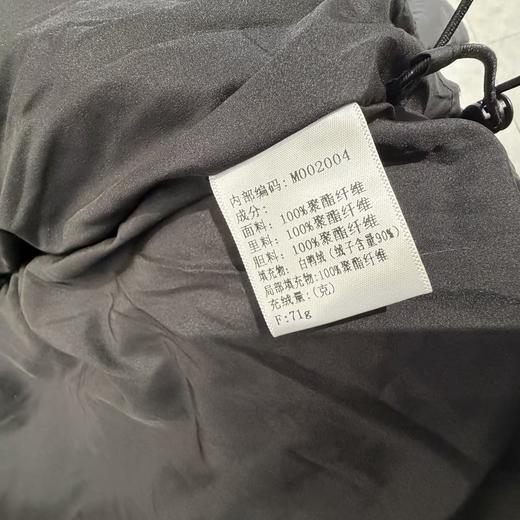 内部编码: M002004
成分:
面料: 100%聚酯纤维
里料: 100%聚酯纤维
胆料: 100%聚酯纤维
填充物: 白鸭绒(绒子含量90%)
局部填充物:100%聚酯纤维
充绒量:(克)
F:71g